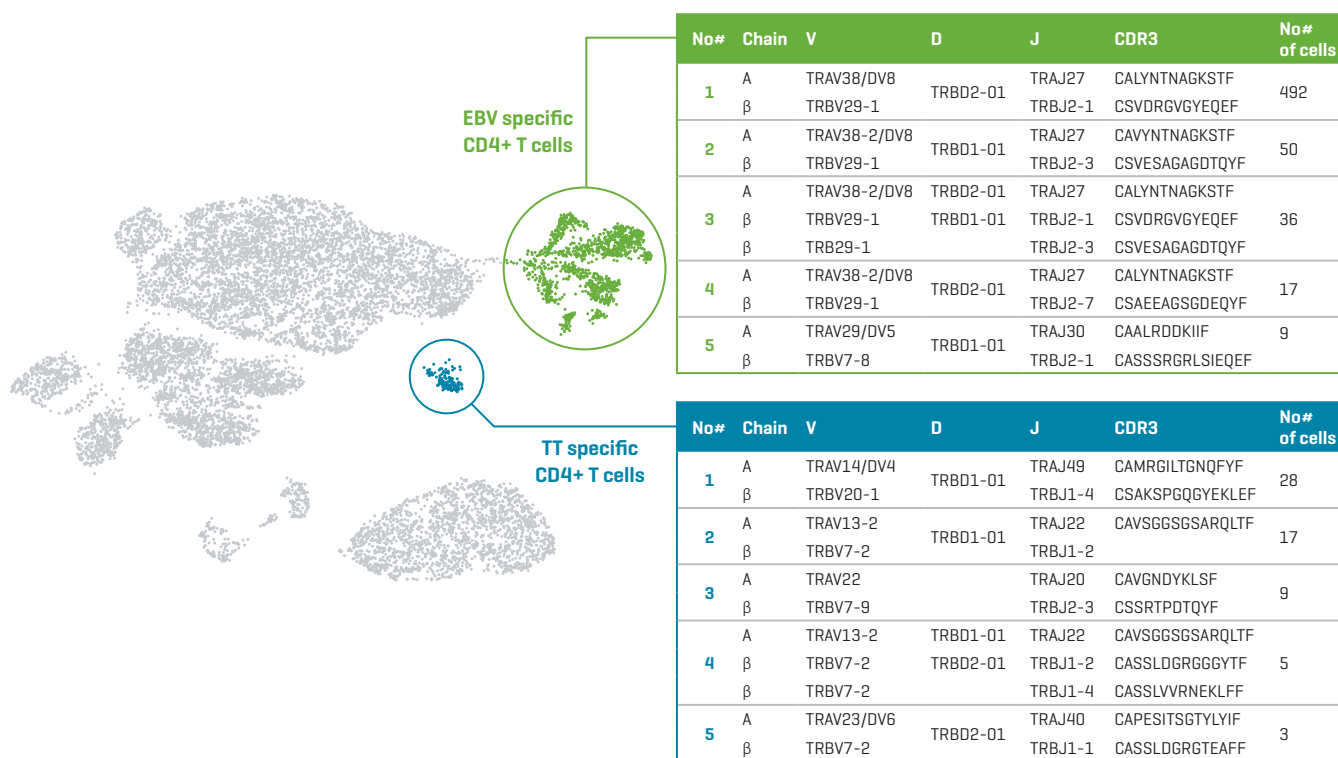 EBV specific
CD4+ T cells
No# Chain V D J CDR3 No# of cells
1 A TRAV38/DV8 TRBD2-01 TRAJ27 CALYNTNAGKSTF 492
β TRBV29-1 TRBJ2-1 CSVDRGVGYEQEF
2 A TRAV38-2/DV8 TRBD1-01 TRAJ27 CAVYNTNAGKSTF 50
β TRBV29-1 TRBJ2-3 CSVESAGAGDTQYF
A TRAV38-2/DV8 TRBD2-01 TRAJ27 CALYNTNAGKSTF
3 β TRBV29-1 TRBD1-01 TRBJ2-1 CSVDRGVGYEQEF 36
β TRB29-1 TRBJ2-3 CSVESAGAGDTQYF
4 A TRAV38-2/DV8 TRBD2-01 TRAJ27 CALYNTNAGKSTF 17
β TRBV29-1 TRBJ2-7 CSAEEAGSGDEQYF
5 A TRAV29/DV5 TRBD1-01 TRAJ30 CAALRDDKIIF 9
β TRBV7-8 TRBJ2-1 CASSSRGRLSIEQEF
TT specific
CD4+ T cells
No# Chain V D J CDR3 No# of cells
1 A TRAV14/DV4 TRBD1-01 TRAJ49 CAMRGILTGNQFYF 28
β TRBV20-1 TRBJ1-4 CSAKSPGQGYEKLEF
2 A TRAV13-2 TRBD1-01 TRAJ22 CAVSGGSGSARQLTF 17
β TRBV7-2 TRBJ1-2
3 A TRAV22 TRAJ20 CAVGNDYKLSF 9
β TRBV7-9 TRBJ2-3 CSSRTPDTQYF
A TRAV13-2 TRBD1-01 TRAJ22 CAVSGGSGSARQLTF
4 β TRBV7-2 TRBD2-01 TRBJ1-2 CASSLDGRGGGYTF 5
β TRBV7-2 TRBJ1-4 CASSLVVRNEKLFF
5 A TRAV23/DV6 TRBD2-01 TRAJ40 CAPESITSGTYLYIF 3
β TRBV7-2 TRBJ1-1 CASSLDGRGTEAFF